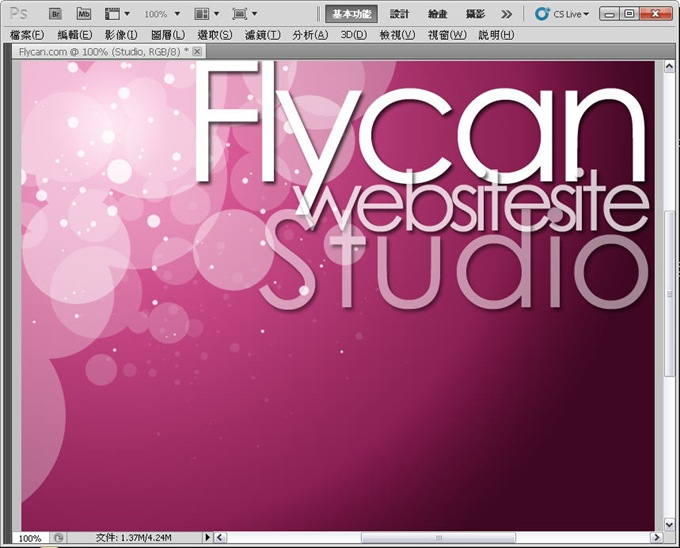 Ps Br Mb 100% 基本功能 設計 繪畫 攝影 CS Live
檔案(F) 編輯(E) 影像(I) 圖層(L) 選取(S) 濾鏡(T) 分析(A) 3D(D) 檢視(V) 視窗(W) 說明(H)
Flycan.com @ 100% (Studio, RGB/8) *
Flycan
websitesite
Studio
100% 文件: 1.37M/4.24M